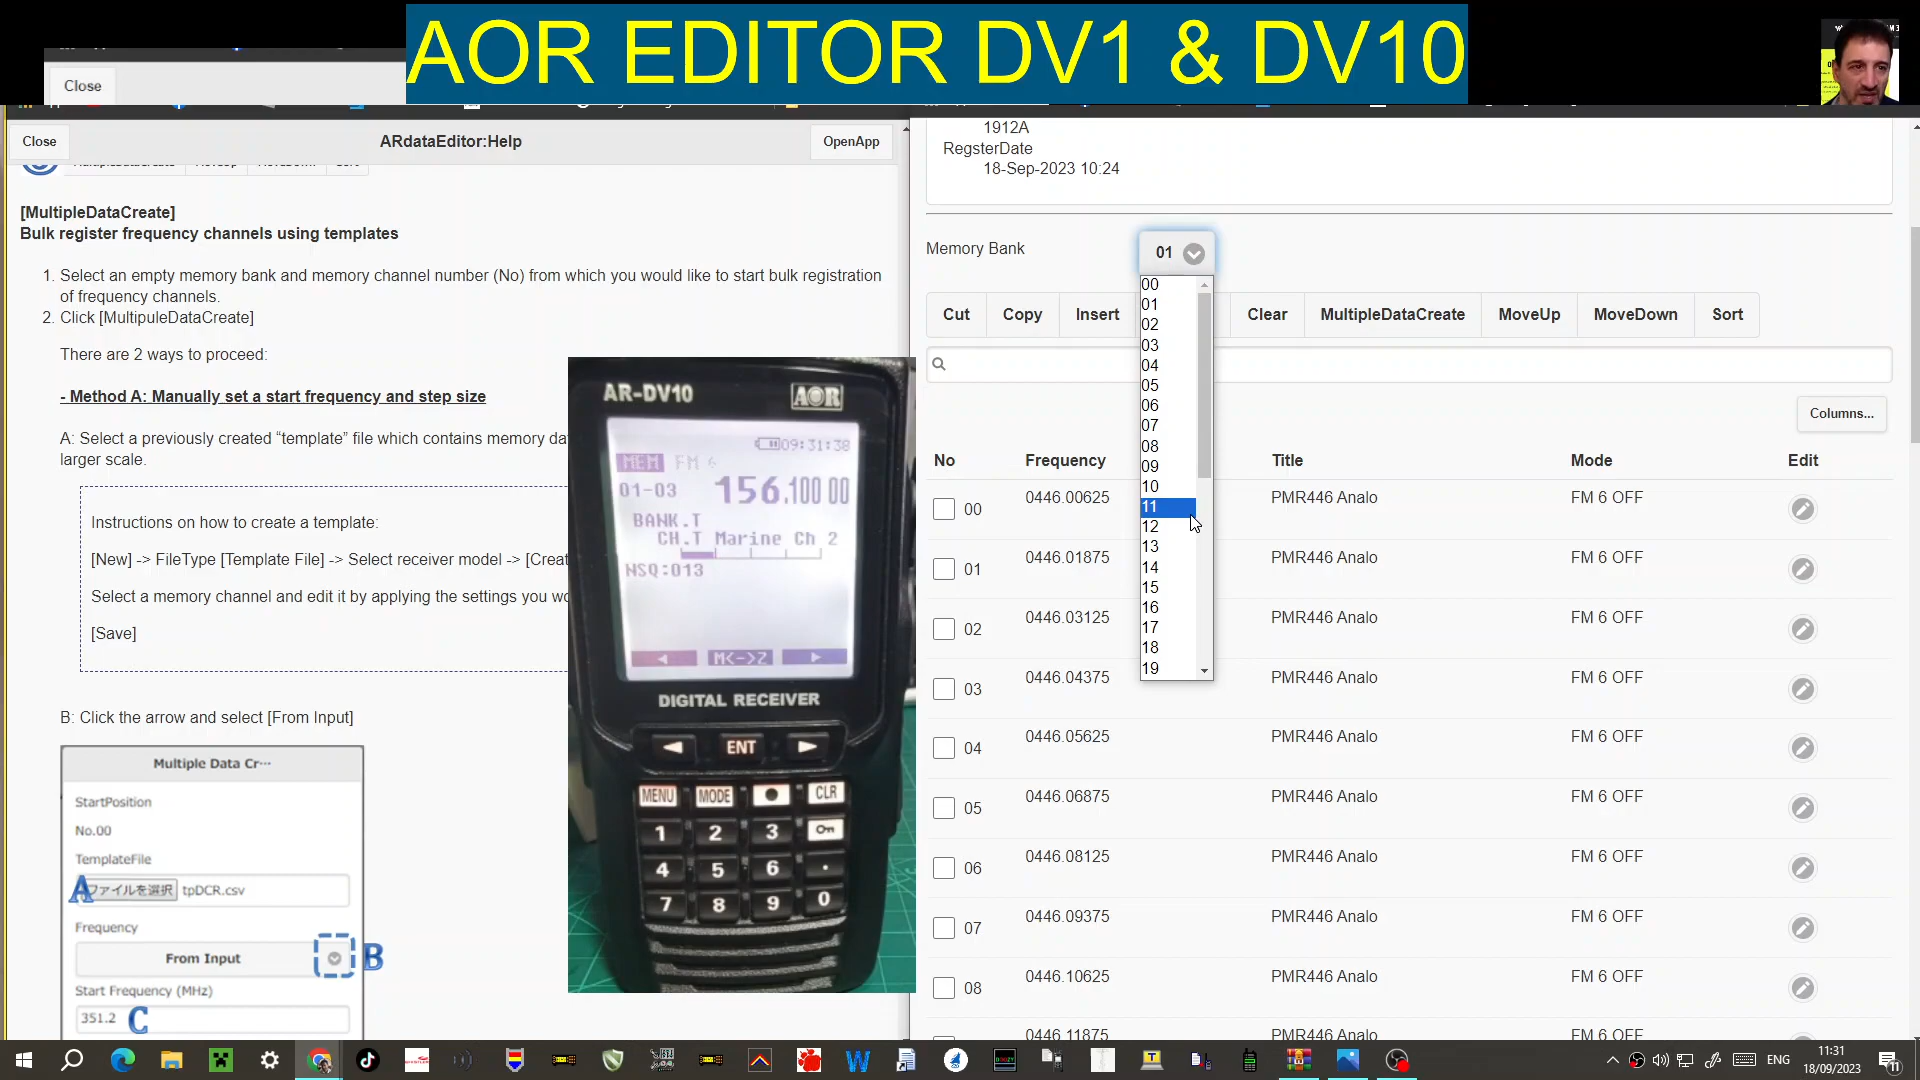 AOR EDITOR DV1 & DV10
Close
Close
ARdataEditor:Help
OpenApp
[MultipleDataCreate]
Bulk register frequency channels using templates
1. Select an empty memory bank and memory channel number (No) from which you would like to start bulk registration
of frequency channels.
2. Click [MultipuleDataCreate]
There are 2 ways to proceed:
- Method A: Manually set a start frequency and step size
A: Select a previously created “template” file which contains memory da
larger scale.
Instructions on how to create a template:
[New] -> FileType [Template File] -> Select receiver model -> [Creat
Select a memory channel and edit it by applying the settings you wo
[Save]
B: Click the arrow and select [From Input]
Multiple Data Cr···
StartPosition
No.00
TemplateFile
A
ファイルを選択 tpDCR.csv
Frequency
From Input
B
Start Frequency (MHz)
351.2
C
AR-DV10
AOR
09:31:38
MEM FM 6
01-03 156.100 00
BANK.T
CH.T Marine Ch 2
NSQ:013
M<->Z
DIGITAL RECEIVER
ENT
MENU MODE CLR
1 2 3
4 5 6 .
7 8 9 0
1912A
RegsterDate
18-Sep-2023 10:24
Memory Bank
01
00
01
02
03
04
05
06
07
08
09
10
11
12
13
14
15
16
17
18
19
Cut Copy Insert Clear MultipleDataCreate MoveUp MoveDown Sort
Columns...
No Frequency Title Mode Edit
00 0446.00625 PMR446 Analo FM 6 OFF
01 0446.01875 PMR446 Analo FM 6 OFF
02 0446.03125 PMR446 Analo FM 6 OFF
03 0446.04375 PMR446 Analo FM 6 OFF
04 0446.05625 PMR446 Analo FM 6 OFF
05 0446.06875 PMR446 Analo FM 6 OFF
06 0446.08125 PMR446 Analo FM 6 OFF
07 0446.09375 PMR446 Analo FM 6 OFF
08 0446.10625 PMR446 Analo FM 6 OFF
0446.11875 PMR446 Analo FM 6 OFF
ENG
11:31
18/09/2023